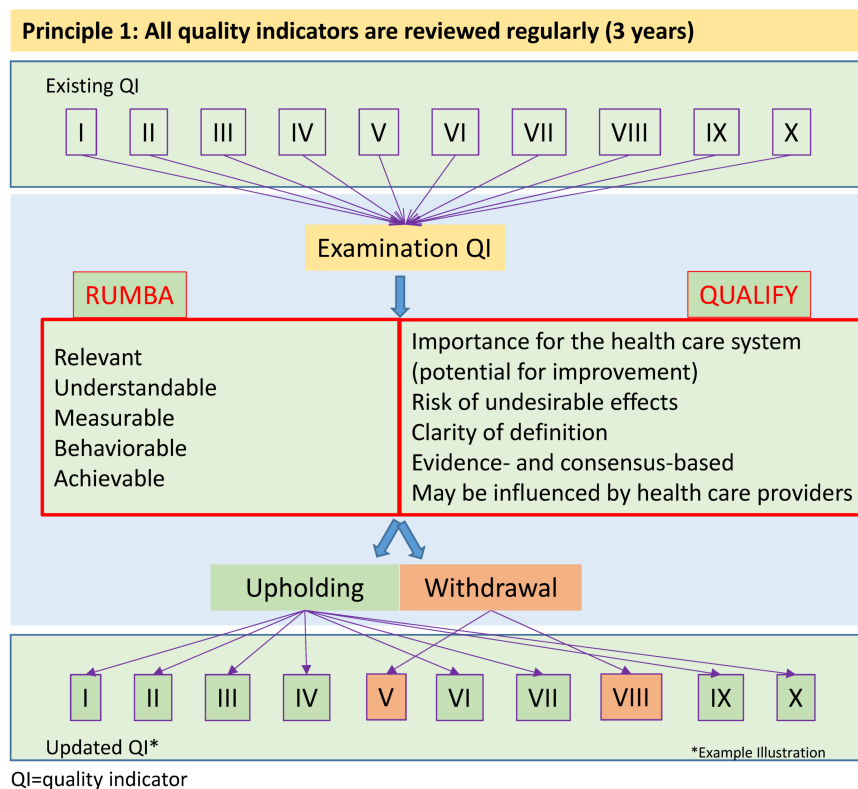 Principle 1: All quality indicators are reviewed regularly (3 years)
Existing QI
I II III IV V VI VII VIII IX X
Examination QI
RUMBA
QUALIFY
Relevant
Understandable
Measurable
Behaviorable
Achievable
Importance for the health care system
(potential for improvement)
Risk of undesirable effects
Clarity of definition
Evidence- and consensus-based
May be influenced by health care providers
Upholding Withdrawal
I II III IV V VI VII VIII IX X
Updated QI*
*Example Illustration
QI=quality indicator